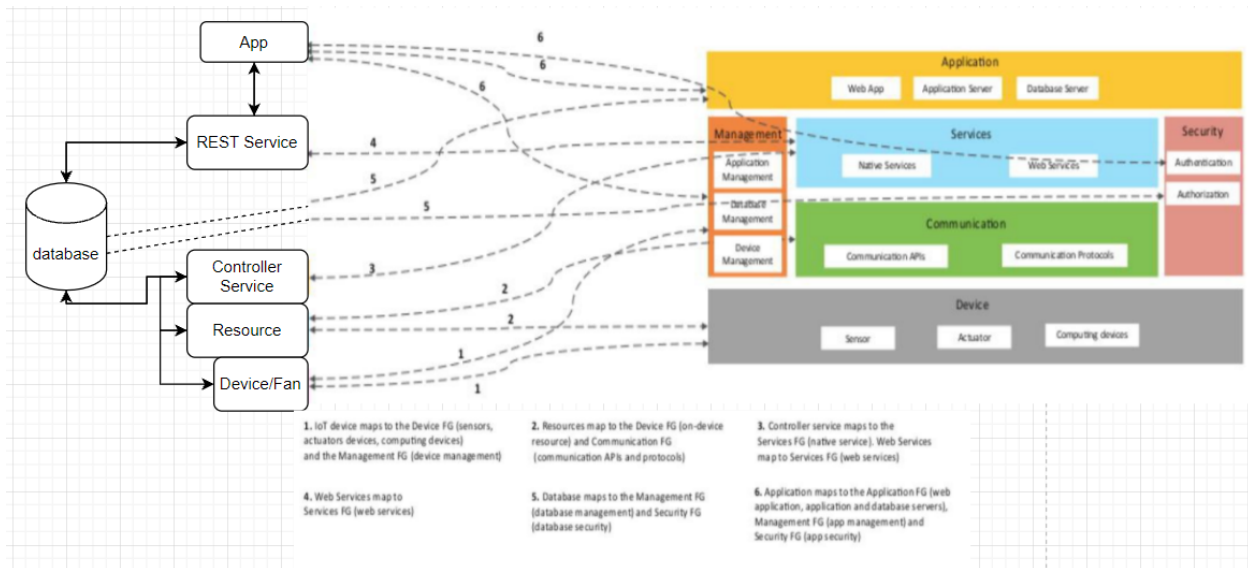 App
REST Service
database
Controller
Service
Resource
Device/Fan
6
6
6
4
5
5
3
2
2
1
1
Application
Web App
Application Server
Database Server
Management
Application
Management
Database
Management
Device
Management
Services
Native Services
Web Services
Security
Authentication
Authorization
Communication
Communication APIs
Communication Protocols
Device
Sensor
Actuator
Computing devices
1. IoT device maps to the Device FG (sensors,
actuators devices, computing devices)
and the Management FG (device management)
2. Resources map to the Device FG (on-device
resource) and Communication FG
(communication APIs and protocols)
3. Controller service maps to the
Services FG (native service). Web Services
map to Services FG (web services)
4. Web Services map to
Services FG (web services)
5. Database maps to the Management FG
(database management) and Security FG
(database security)
6. Application maps to the Application FG (web
application, application and database servers),
Management FG (app management) and
Security FG (app security)